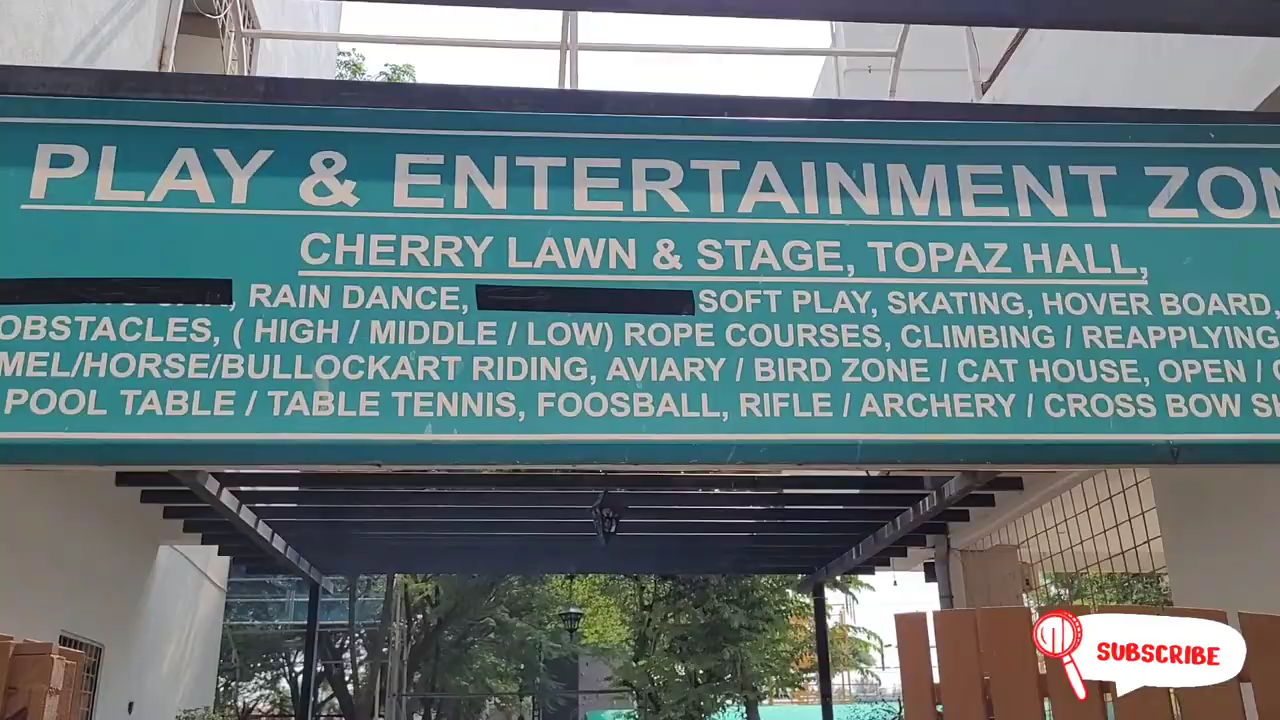 PLAY & ENTERTAINMENT ZON
CHERRY LAWN & STAGE, TOPAZ HALL,
, RAIN DANCE, SOFT PLAY, SKATING, HOVER BOARD,
OBSTACLES, ( HIGH / MIDDLE / LOW) ROPE COURSES, CLIMBING / REAPPLYING
MEL/HORSE/BULLOCKART RIDING, AVIARY / BIRD ZONE / CAT HOUSE, OPEN /
POOL TABLE / TABLE TENNIS, FOOSBALL, RIFLE / ARCHERY / CROSS BOW
SUBSCRIBE